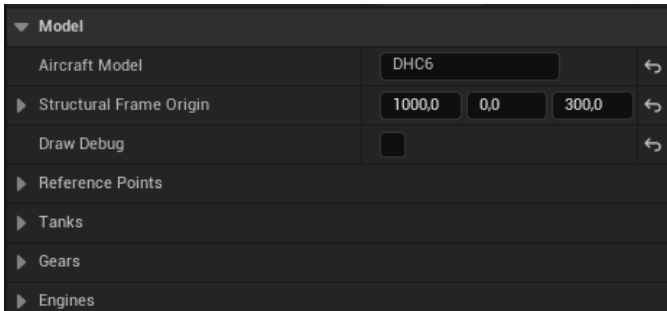 Model
Aircraft Model DHC6
Structural Frame Origin 1000,0 0,0 300,0
Draw Debug
Reference Points
Tanks
Gears
Engines